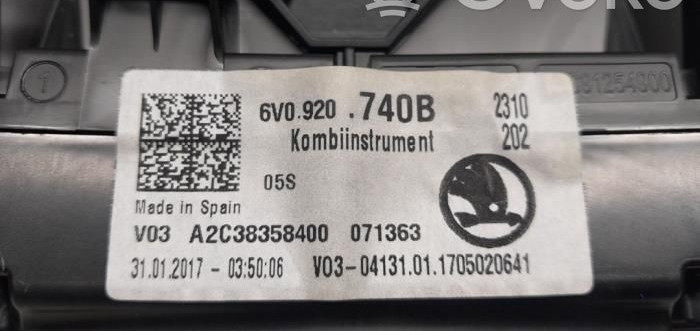 6V0.920 .740B 2310
Kombiinstrument 202
05S
Made in Spain
V03 A2C38358400 071363
31.01.2017 - 03:50:06 V03-04131.01.1705020641